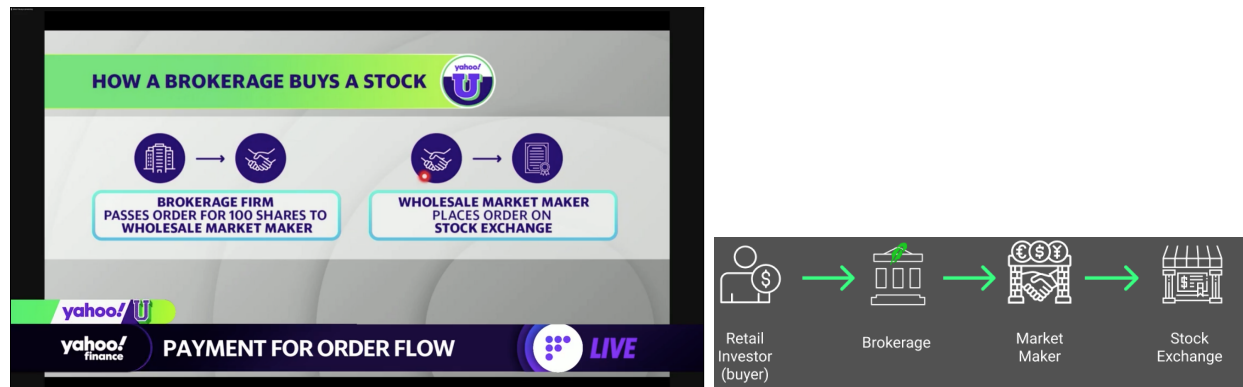 HOW A BROKERAGE BUYS A STOCK
yahoo!
U
BROKERAGE FIRM
PASSES ORDER FOR 100 SHARES TO
WHOLESALE MARKET MAKER
WHOLESALE MARKET MAKER
PLACES ORDER ON
STOCK EXCHANGE
yahoo! U
yahoo!
finance
PAYMENT FOR ORDER FLOW
LIVE
€ $ ¥
$
$
Retail
Investor
(buyer)
Brokerage
Market
Maker
Stock
Exchange